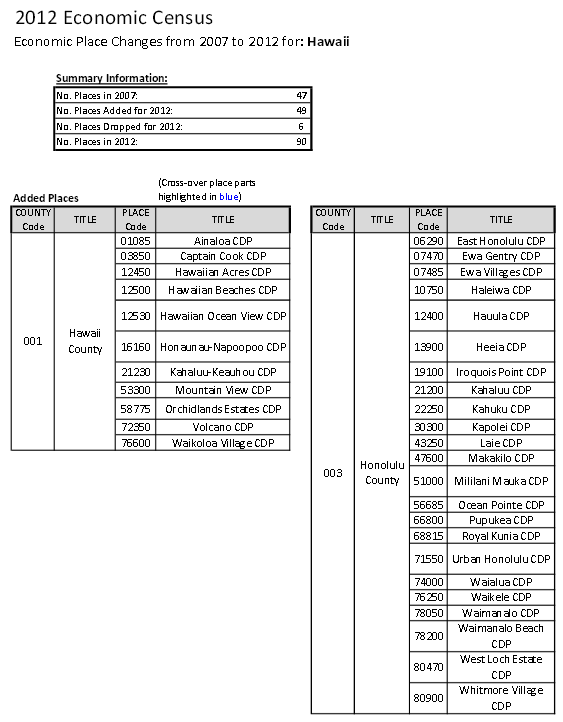 2012 Economic Census
Economic Place Changes from 2007 to 2012 for: Hawaii
Summary Information:
No. Places in 2007: 47
No. Places Added for 2012: 49
No. Places Dropped for 2012: 6
No. Places in 2012: 90
(Cross-over place parts
highlighted in blue)
Added Places
COUNTY Code TITLE PLACE Code TITLE
001 Hawaii County
01085 Ainaloa CDP
03850 Captain Cook CDP
12450 Hawaiian Acres CDP
12500 Hawaiian Beaches CDP
12530 Hawaiian Ocean View CDP
16160 Honaunau-Napoopoo CDP
21230 Kahaluu-Keauhou CDP
53300 Mountain View CDP
58775 Orchidlands Estates CDP
72350 Volcano CDP
76600 Waikoloa Village CDP
COUNTY Code TITLE PLACE Code TITLE
003 Honolulu County
06290 East Honolulu CDP
07470 Ewa Gentry CDP
07485 Ewa Villages CDP
10750 Haleiwa CDP
12400 Hauula CDP
13900 Heeia CDP
19100 Iroquois Point CDP
21200 Kahaluu CDP
22250 Kahuku CDP
30300 Kapolei CDP
43250 Laie CDP
47600 Makakilo CDP
51000 Mililani Mauka CDP
56685 Ocean Pointe CDP
66800 Pupukea CDP
68815 Royal Kunia CDP
71550 Urban Honolulu CDP
74000 Waialua CDP
76250 Waikele CDP
78050 Waimanalo CDP
78200 Waimanalo Beach CDP
80470 West Loch Estate CDP
80900 Whitmore Village CDP